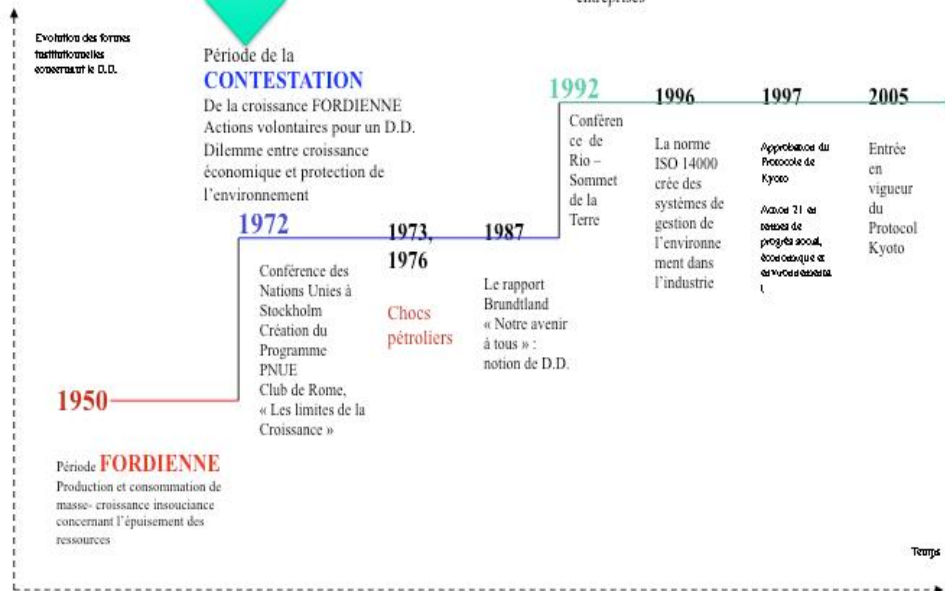 entreprises
Evolution des formes
institutionnelles
concernant le D.D.
Période de la
CONTESTATION
De la croissance FORDIENNE
Actions volontaires pour un D.D.
Dilemme entre croissance
économique et protection de
l’environnement
1972
Conférence des
Nations Unies à
Stockholm
Création du
Programme
PNUE
Club de Rome,
« Les limites de la
Croissance »
1973,
1976
Chocs
pétroliers
1987
Le rapport
Brundtland
« Notre avenir
à tous » :
notion de D.D.
1992
Conféren
ce de
Rio –
Sommet
de la
Terre
1996
La norme
ISO 14000
crée des
systèmes de
gestion de
l’environne
ment dans
l’industrie
1997
Approbation du
Protocole de
Kyoto
Action 21 en
termes de
progrès social,
économique et
environnementa
l
2005
Entrée
en
vigueur
du
Protocol
Kyoto
1950
Période FORDIENNE
Production et consommation de
masse- croissance insouciance
concernant l’épuisement des
ressources
Temps